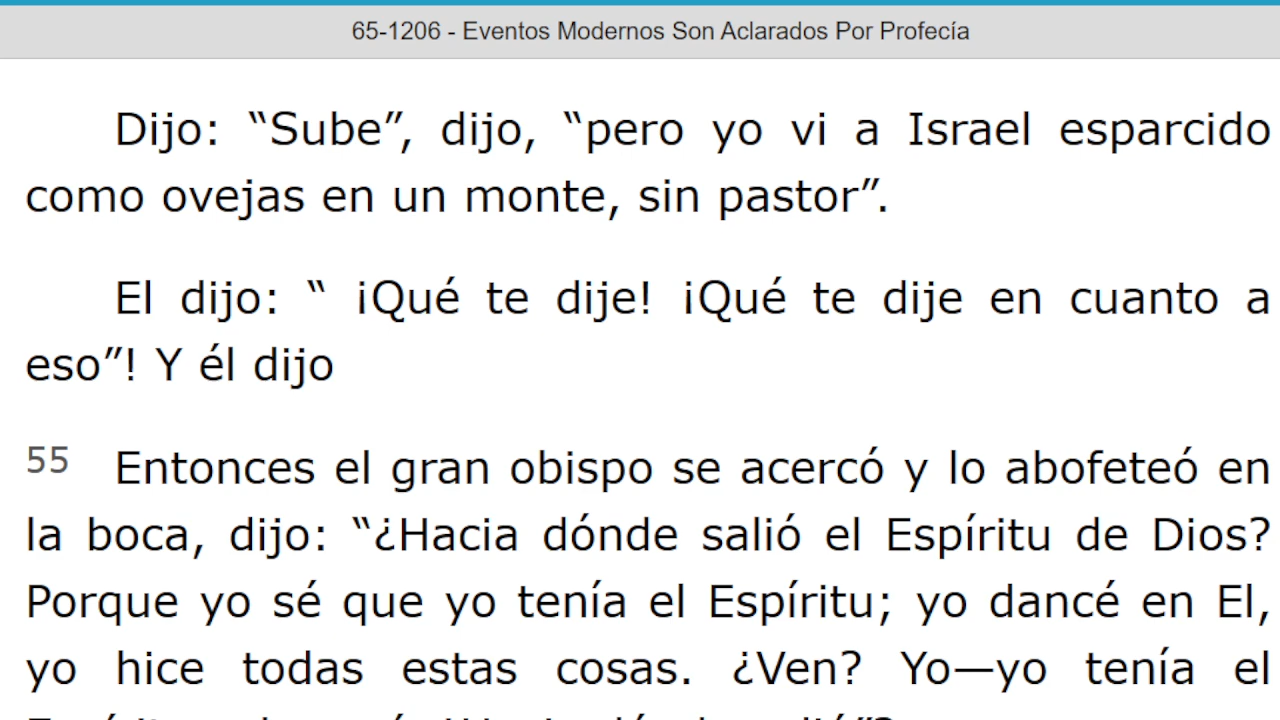 65-1206 - Eventos Modernos Son Aclarados Por Profecía
Dijo: “Sube”, dijo, “pero yo vi a Israel esparcido
como ovejas en un monte, sin pastor”.
El dijo: “ ¡Qué te dije! ¡Qué te dije en cuanto a
eso”! Y él dijo
55 Entonces el gran obispo se acercó y lo abofeteó en
la boca, dijo: “¿Hacia dónde salió el Espíritu de Dios?
Porque yo sé que yo tenía el Espíritu; yo dancé en El,
yo hice todas estas cosas. ¿Ven? Yo—yo tenía el